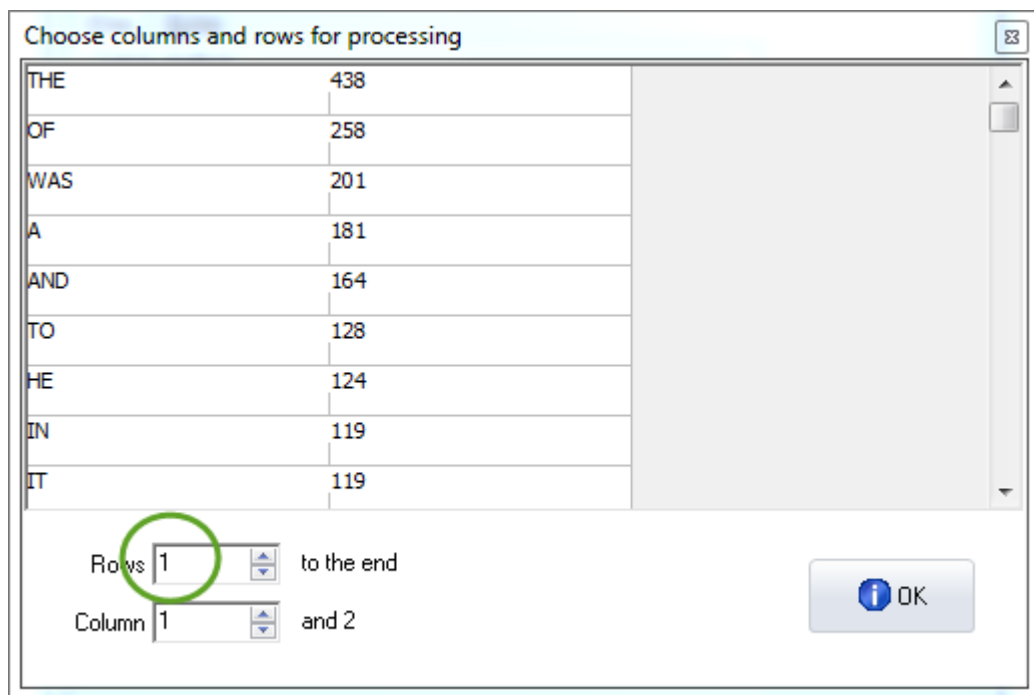 Choose columns and rows for processing
THE 438
OF 258
WAS 201
A 181
AND 164
TO 128
HE 124
IN 119
IT 119
Rows 1 to the end
Column 1 and 2
OK